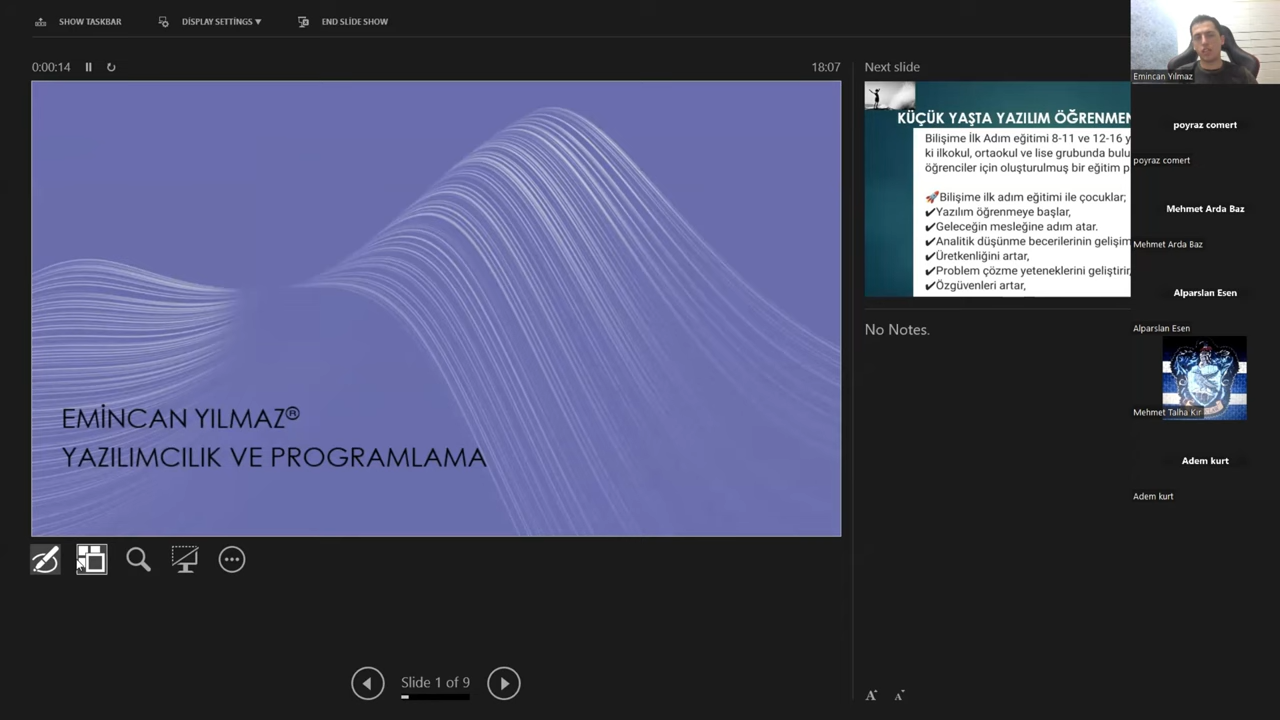 SHOW TASKBAR
DISPLAY SETTINGS ▼
END SLIDE SHOW
0:00:14
18:07
EMİNCAN YILMAZ®
YAZILIMCILIK VE PROGRAMLAMA
Slide 1 of 9
Next slide
KÜÇÜK YAŞTA YAZILIM ÖĞRENMEN
Bilişime İlk Adım eğitimi 8-11 ve 12-16 y
ki ilkokul, ortaokul ve lise grubunda bulu
öğrenciler için oluşturulmuş bir eğitim p
🚀Bilişime ilk adım eğitimi ile çocuklar;
✔Yazılım öğrenmeye başlar,
✔Geleceğin mesleğine adım atar.
✔Analitik düşünme becerilerinin gelişim
✔Üretkenliğini artar,
✔Problem çözme yeteneklerini geliştirir,
✔Özgüvenleri artar,
No Notes.
A A
Emincan Yılmaz
poyraz comert
poyraz comert
Mehmet Arda Baz
Mehmet Arda Baz
Alparslan Esen
Alparslan Esen
Mehmet Talha Kır
Adem kurt
Adem kurt